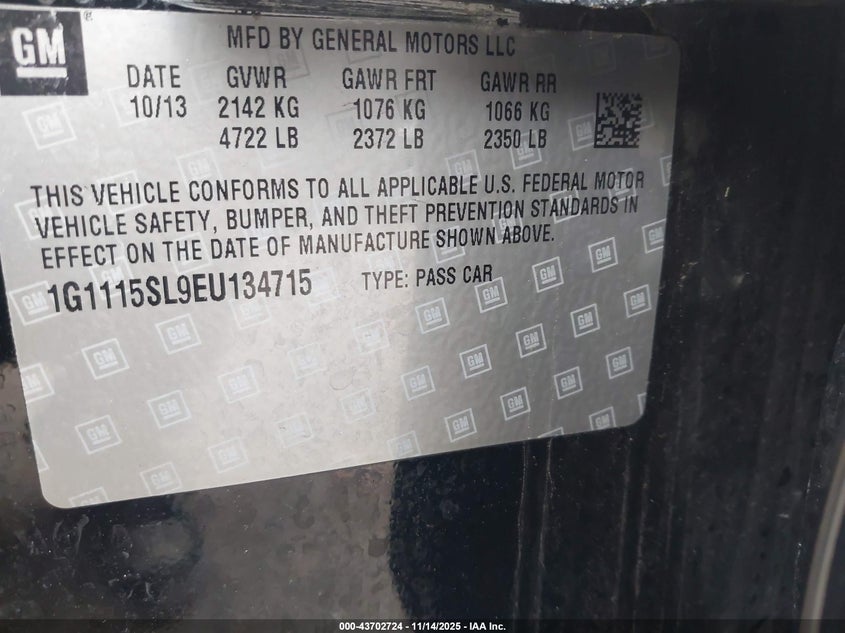 GM
MFD BY GENERAL MOTORS LLC
DATE GVWR GAWR FRT GAWR RR
10/13 2142 KG 1076 KG 1066 KG
4722 LB 2372 LB 2350 LB
THIS VEHICLE CONFORMS TO ALL APPLICABLE U.S. FEDERAL MOTOR
VEHICLE SAFETY, BUMPER, AND THEFT PREVENTION STANDARDS IN
EFFECT ON THE DATE OF MANUFACTURE SHOWN ABOVE.
1G1115SL9EU134715 TYPE: PASS CAR
000-43702724 - 11/14/2025 - IAA Inc.